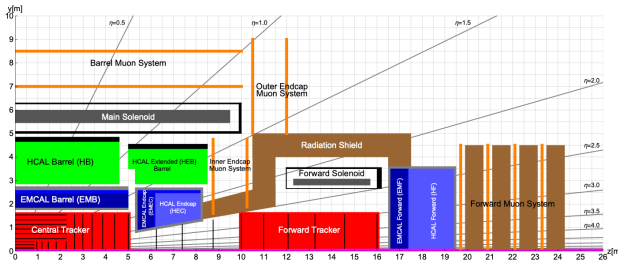 y[m]
η=0.5
η=1.0
η=1.5
η=2.0
η=2.5
η=3.0
η=3.5
η=4.0
Barrel Muon System
Outer Endcap
Muon System
Main Solenoid
Radiation Shield
HCAL Barrel (HB)
HCAL Extended (HEB)
Barrel
Inner Endcap
Muon System
Forward Solenoid
EMCAL Barrel (EMB)
EMCAL Endcap
(EMEC)
HCAL Endcap
(HEC)
EMCAL Forward (EMF)
HCAL Forward (HF)
Forward Muon System
Central Tracker
Forward Tracker
10
9
8
7
6
5
4
3
2
1
0
0 1 2 3 4 5 6 7 8 9 10 11 12 13 14 15 16 17 18 19 20 21 22 23 24 25 26
z[m]